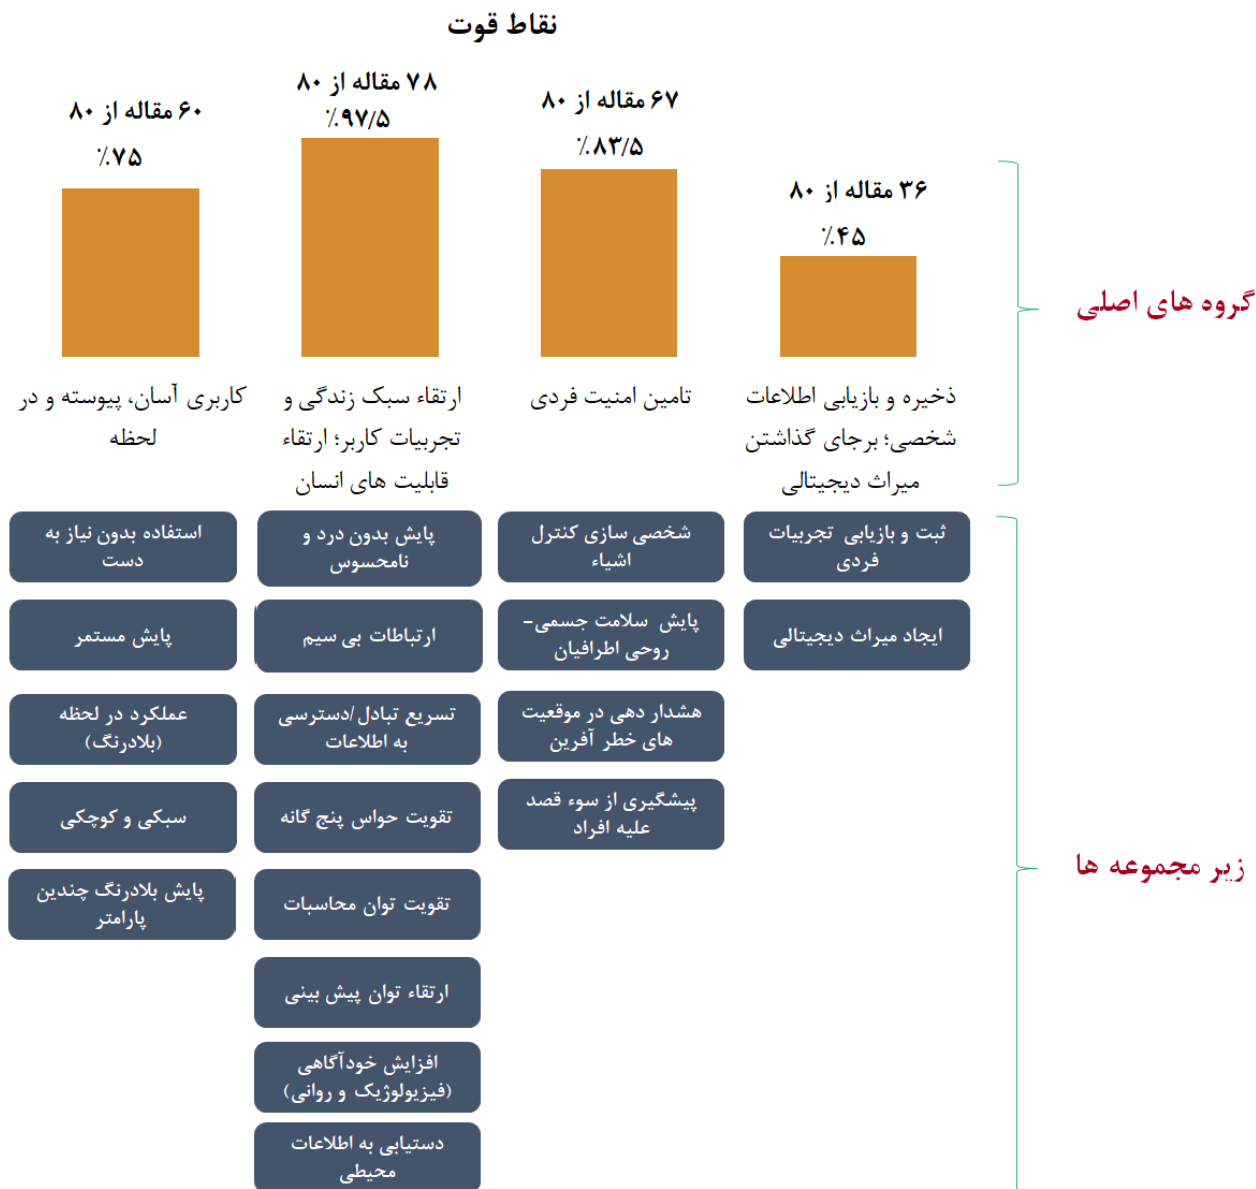 نقاط قوت
۳۶ مقاله از ۸۰
٪۴۵
۶۷ مقاله از ۸۰
٪۸۳/۵
۷۸ مقاله از ۸۰
٪۹۷/۵
۶۰ مقاله از ۸۰
٪۷۵
گروه های اصلی
ذخیره و بازیابی اطلاعات
شخصی؛ برجای گذاشتن
میراث دیجیتالی
تامین امنیت فردی
ارتقاء سبک زندگی و
تجربیات کاربر؛ ارتقاء
قابلیت های انسان
کاربری آسان، پیوسته و در
لحظه
زیر مجموعه ها
ثبت و بازیابی تجربیات
فردی
ایجاد میراث دیجیتالی
شخصی سازی کنترل
اشیاء
پایش سلامت جسمی-
روحی اطرافیان
هشدار دهی در موقعیت
های خطر آفرین
پیشگیری از سوء قصد
علیه افراد
پایش بدون درد و
نامحسوس
ارتباطات بی سیم
تسریع تبادل/دسترسی
به اطلاعات
تقویت حواس پنج گانه
تقویت توان محاسبات
ارتقاء توان پیش بینی
افزایش خودآگاهی
(فیزیولوژیک و روانی)
دستیابی به اطلاعات
محیطی
استفاده بدون نیاز به
دست
پایش مستمر
عملکرد در لحظه
(بلادرنگ)
سبکی و کوچکی
پایش بلادرنگ چندین
پارامتر